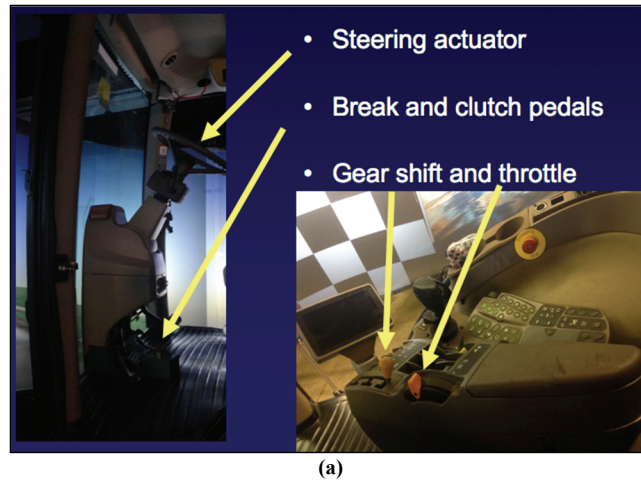 • Steering actuator
• Break and clutch pedals
• Gear shift and throttle
(a)